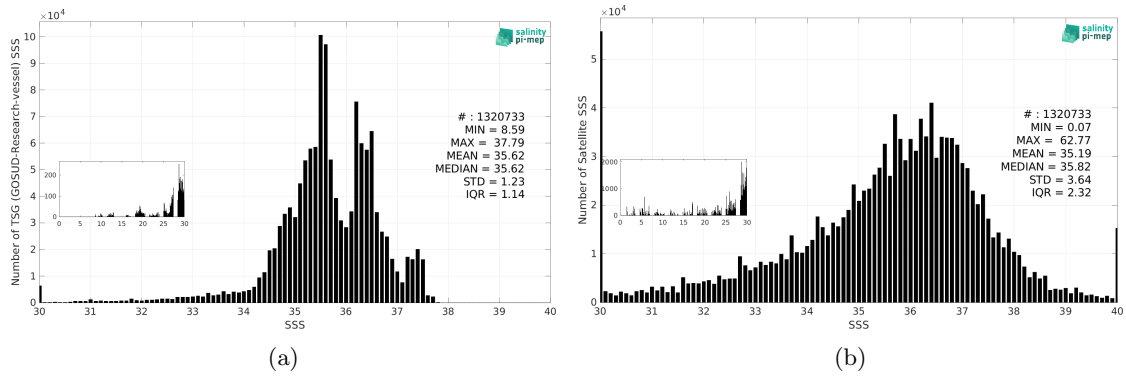 ×10⁴
salinity
pi-mep
Number of TSG (GOSUD-Research-vessel) SSS
10
9
8
7
6
5
4
3
2
1
0
# : 1320733
MIN = 8.59
MAX = 37.79
MEAN = 35.62
MEDIAN = 35.62
STD = 1.23
IQR = 1.14
200
100
0
0 5 10 15 20 25 30
30 31 32 33 34 35 36 37 38 39 40
SSS
(a)
×10⁴
salinity
pi-mep
Number of Satellite SSS
5
4
3
2
1
0
# : 1320733
MIN = 0.07
MAX = 62.77
MEAN = 35.19
MEDIAN = 35.82
STD = 3.64
IQR = 2.32
2000
1000
0
0 5 10 15 20 25 30
30 31 32 33 34 35 36 37 38 39 40
SSS
(b)